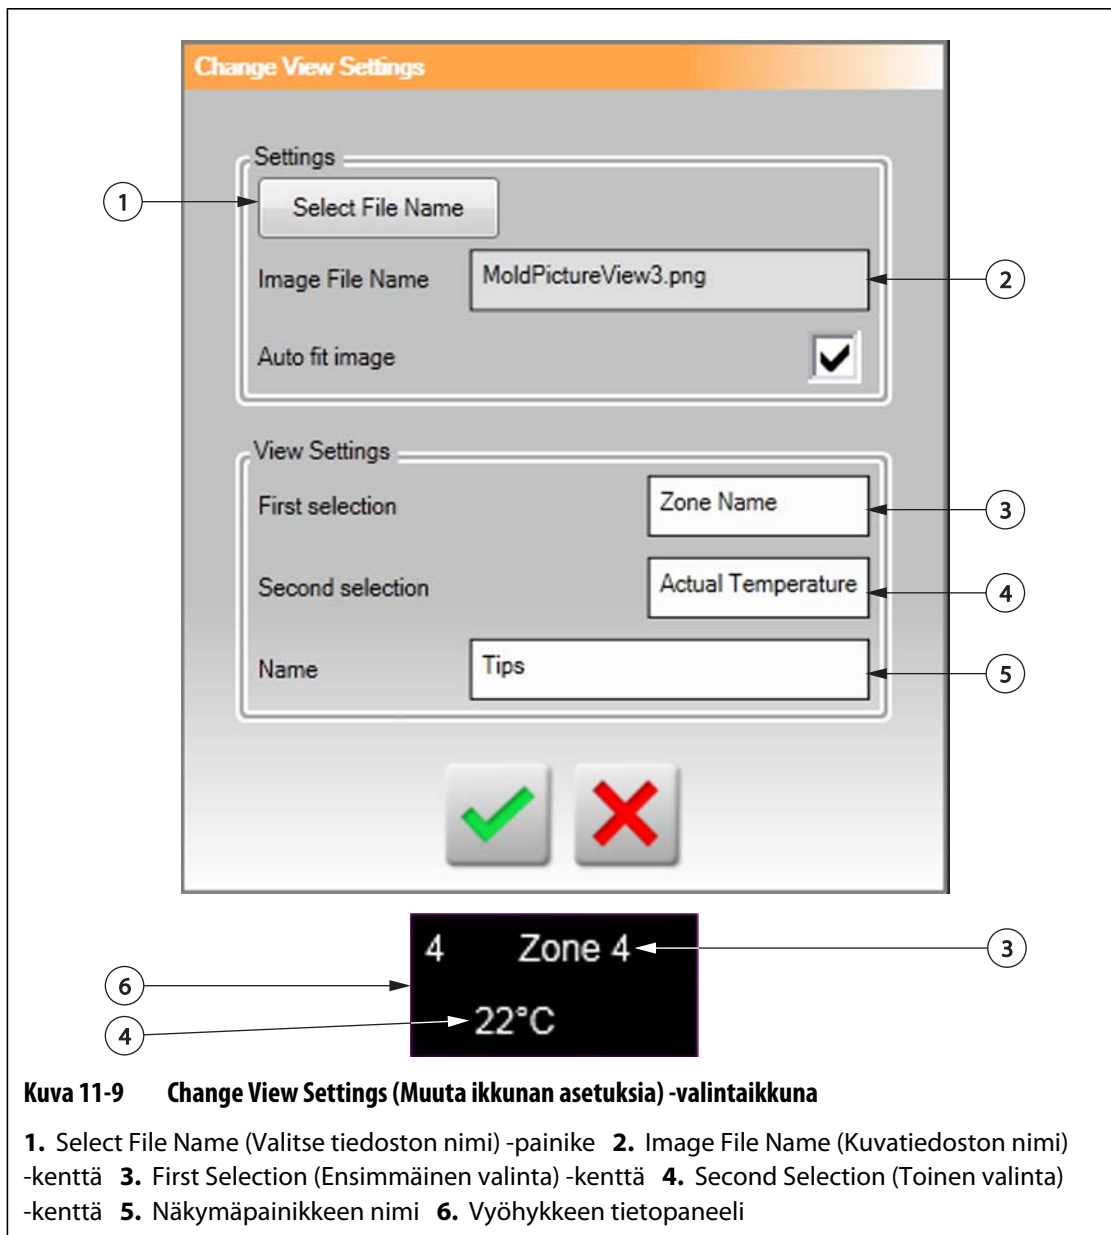 Change View Settings
Settings
1
Select File Name
Image File Name MoldPictureView3.png 2
Auto fit image
View Settings
First selection Zone Name 3
Second selection Actual Temperature 4
Name Tips 5
4 Zone 4 3
6
22°C
4
Kuva 11-9 Change View Settings (Muuta ikkunan asetuksia) -valintaikkuna
1. Select File Name (Valitse tiedoston nimi) -painike 2. Image File Name (Kuvatiedoston nimi)
-kenttä 3. First Selection (Ensimmäinen valinta) -kenttä 4. Second Selection (Toinen valinta)
-kenttä 5. Näkymäpainikkeen nimi 6. Vyöhykkeen tietopaneeli